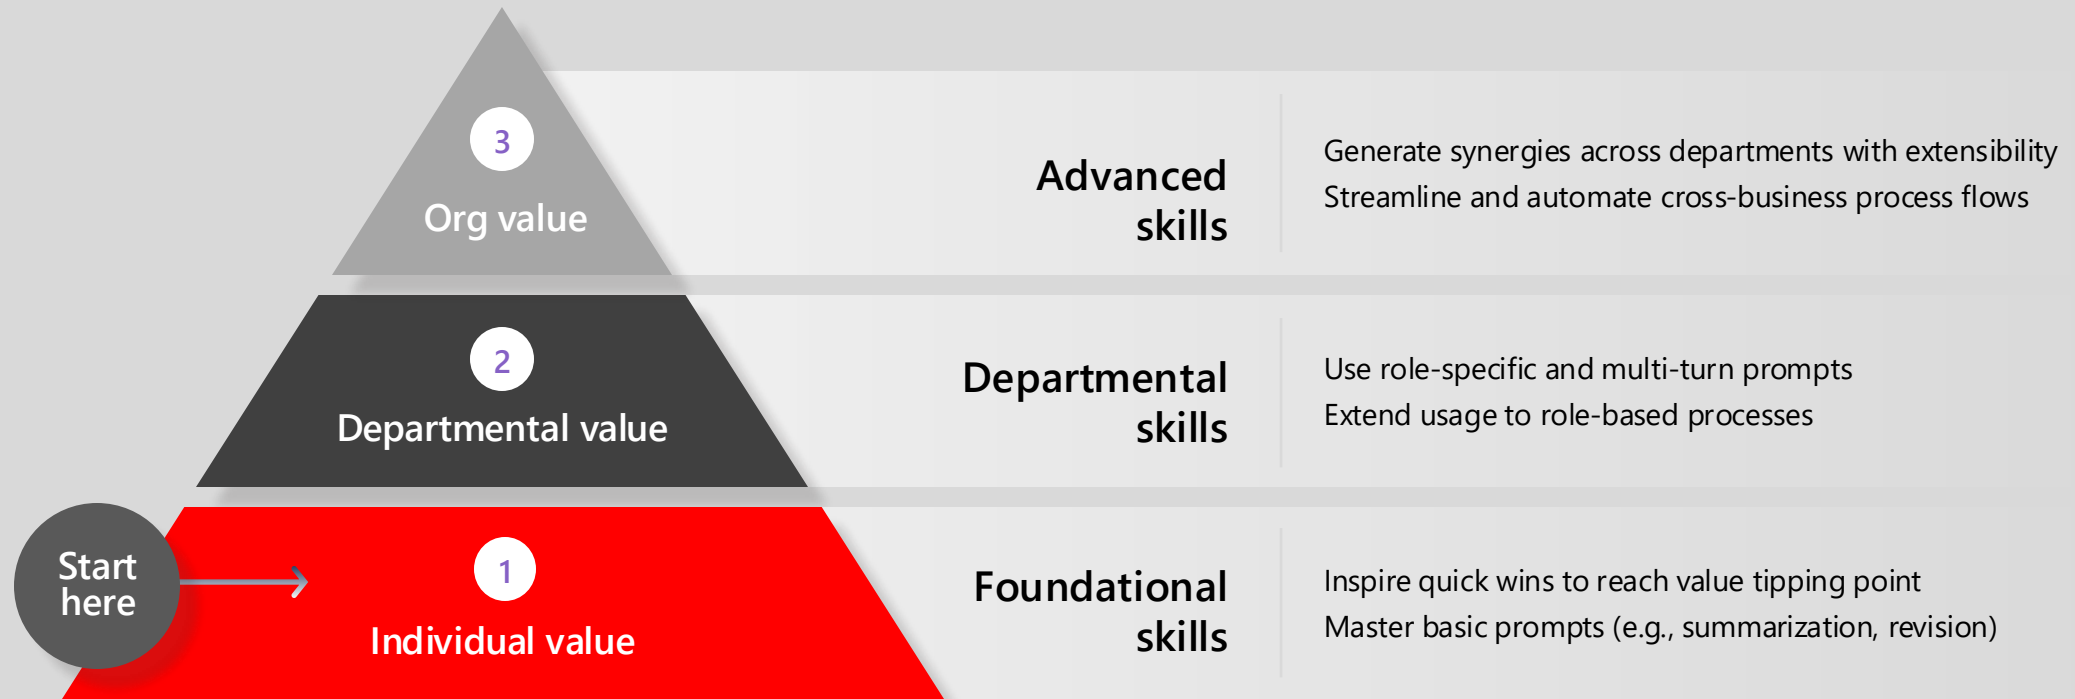 3
Org value
Advanced
skills
Generate synergies across departments with extensibility
Streamline and automate cross-business process flows
2
Departmental value
Departmental
skills
Use role-specific and multi-turn prompts
Extend usage to role-based processes
Start
here
1
Individual value
Foundational
skills
Inspire quick wins to reach value tipping point
Master basic prompts (e.g., summarization, revision)